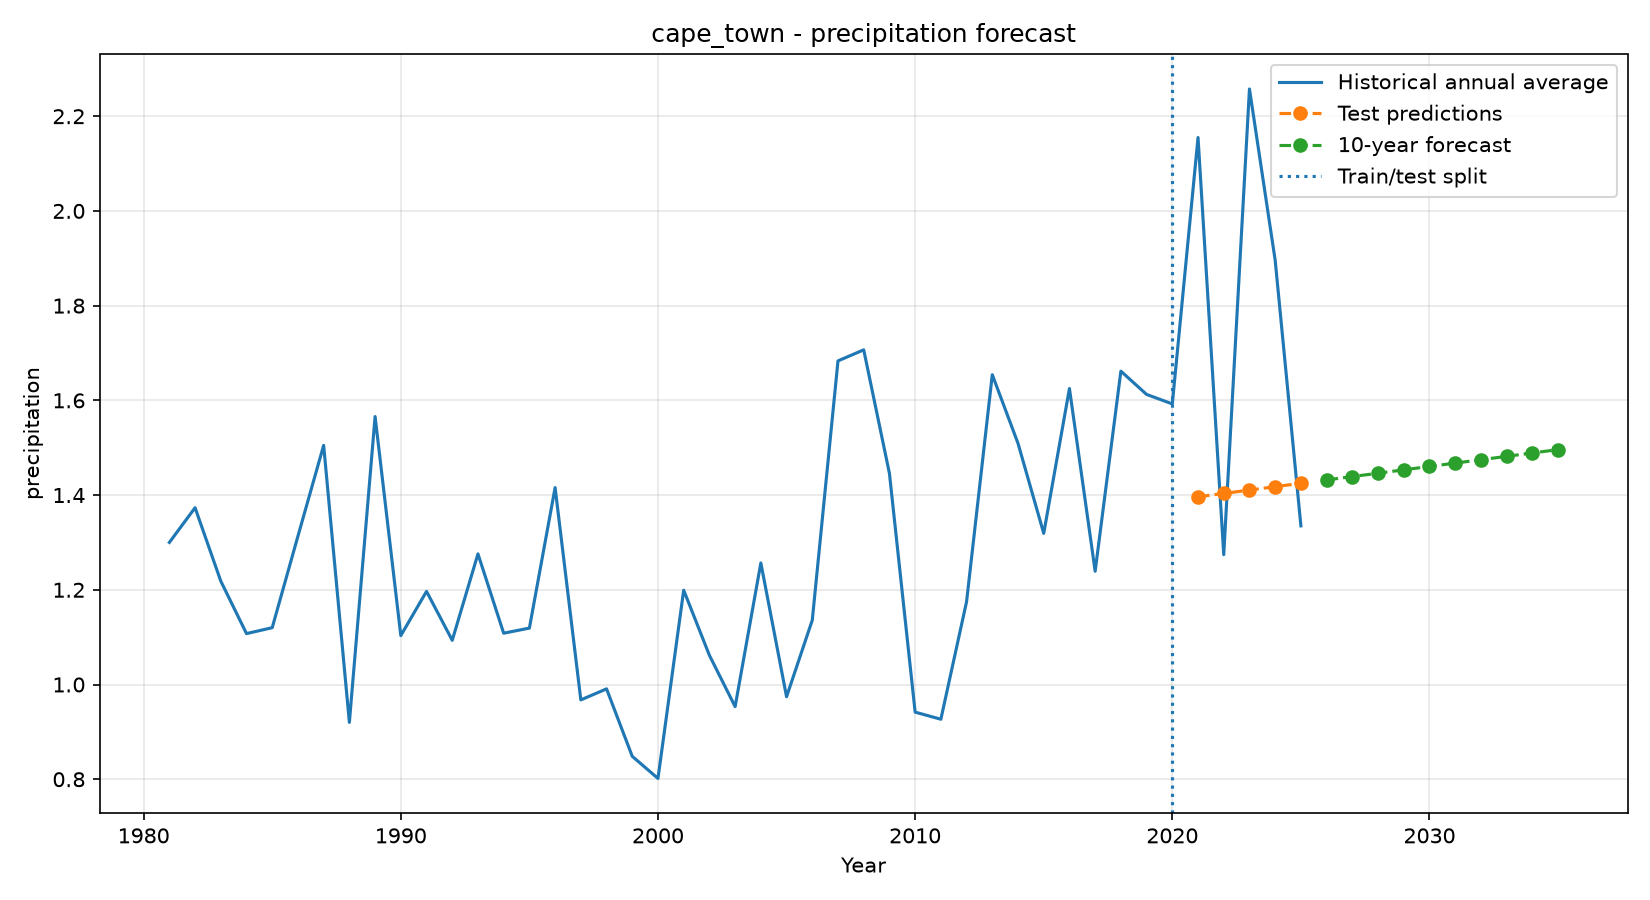 cape_town - precipitation forecast
Historical annual average
Test predictions
10-year forecast
Train/test split
precipitation
2.2
2.0
1.8
1.6
1.4
1.2
1.0
0.8
1980 1990 2000 2010 2020 2030
Year